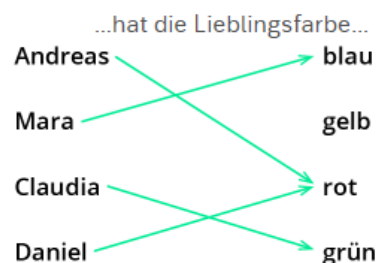 ...hat die Lieblingsfarbe...
Andreas blau
Mara gelb
Claudia rot
Daniel grün